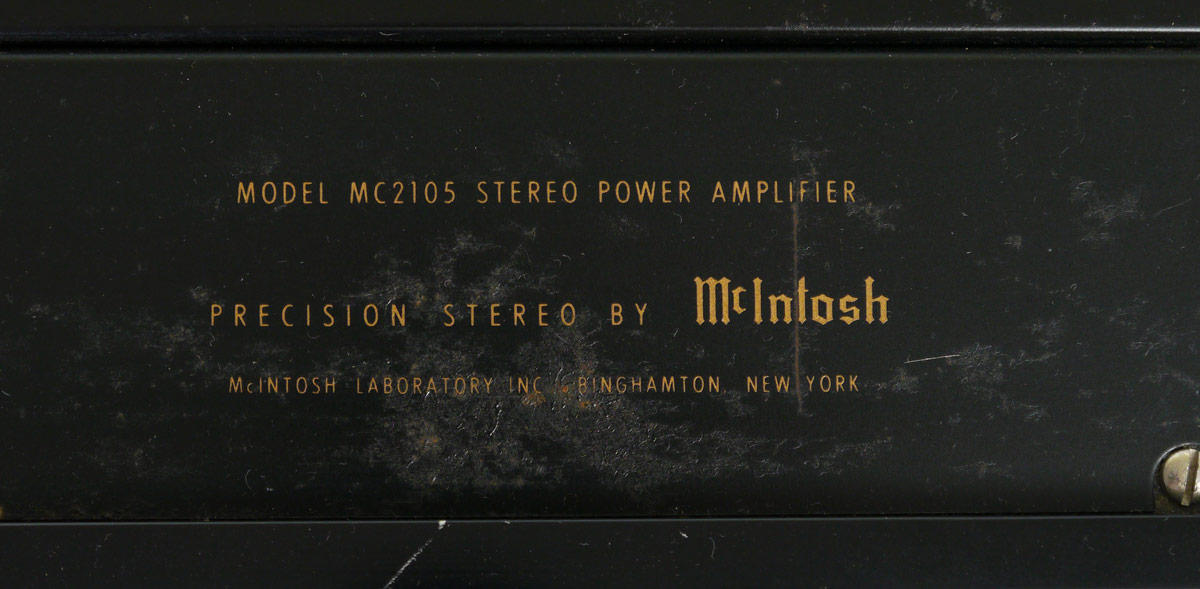 MODEL MC2105 STEREO POWER AMPLIFIER
PRECISION STEREO BY McIntosh
McINTOSH LABORATORY INC. BINGHAMTON, NEW YORK